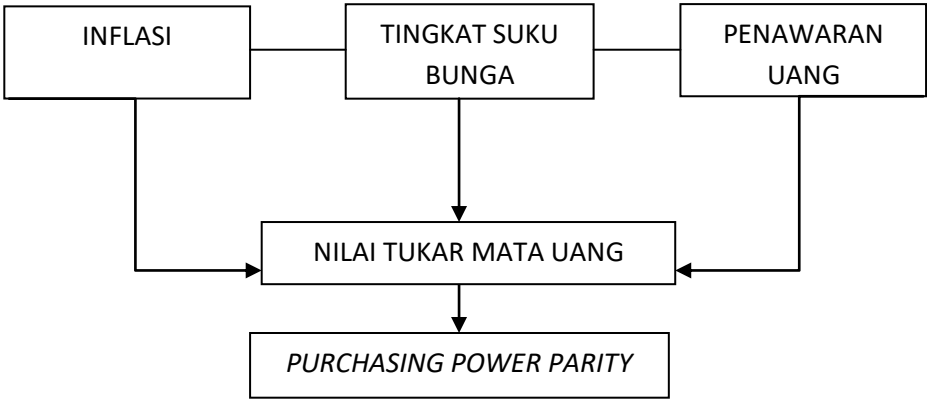 INFLASI
TINGKAT SUKU
BUNGA
PENAWARAN
UANG
NILAI TUKAR MATA UANG
PURCHASING POWER PARITY